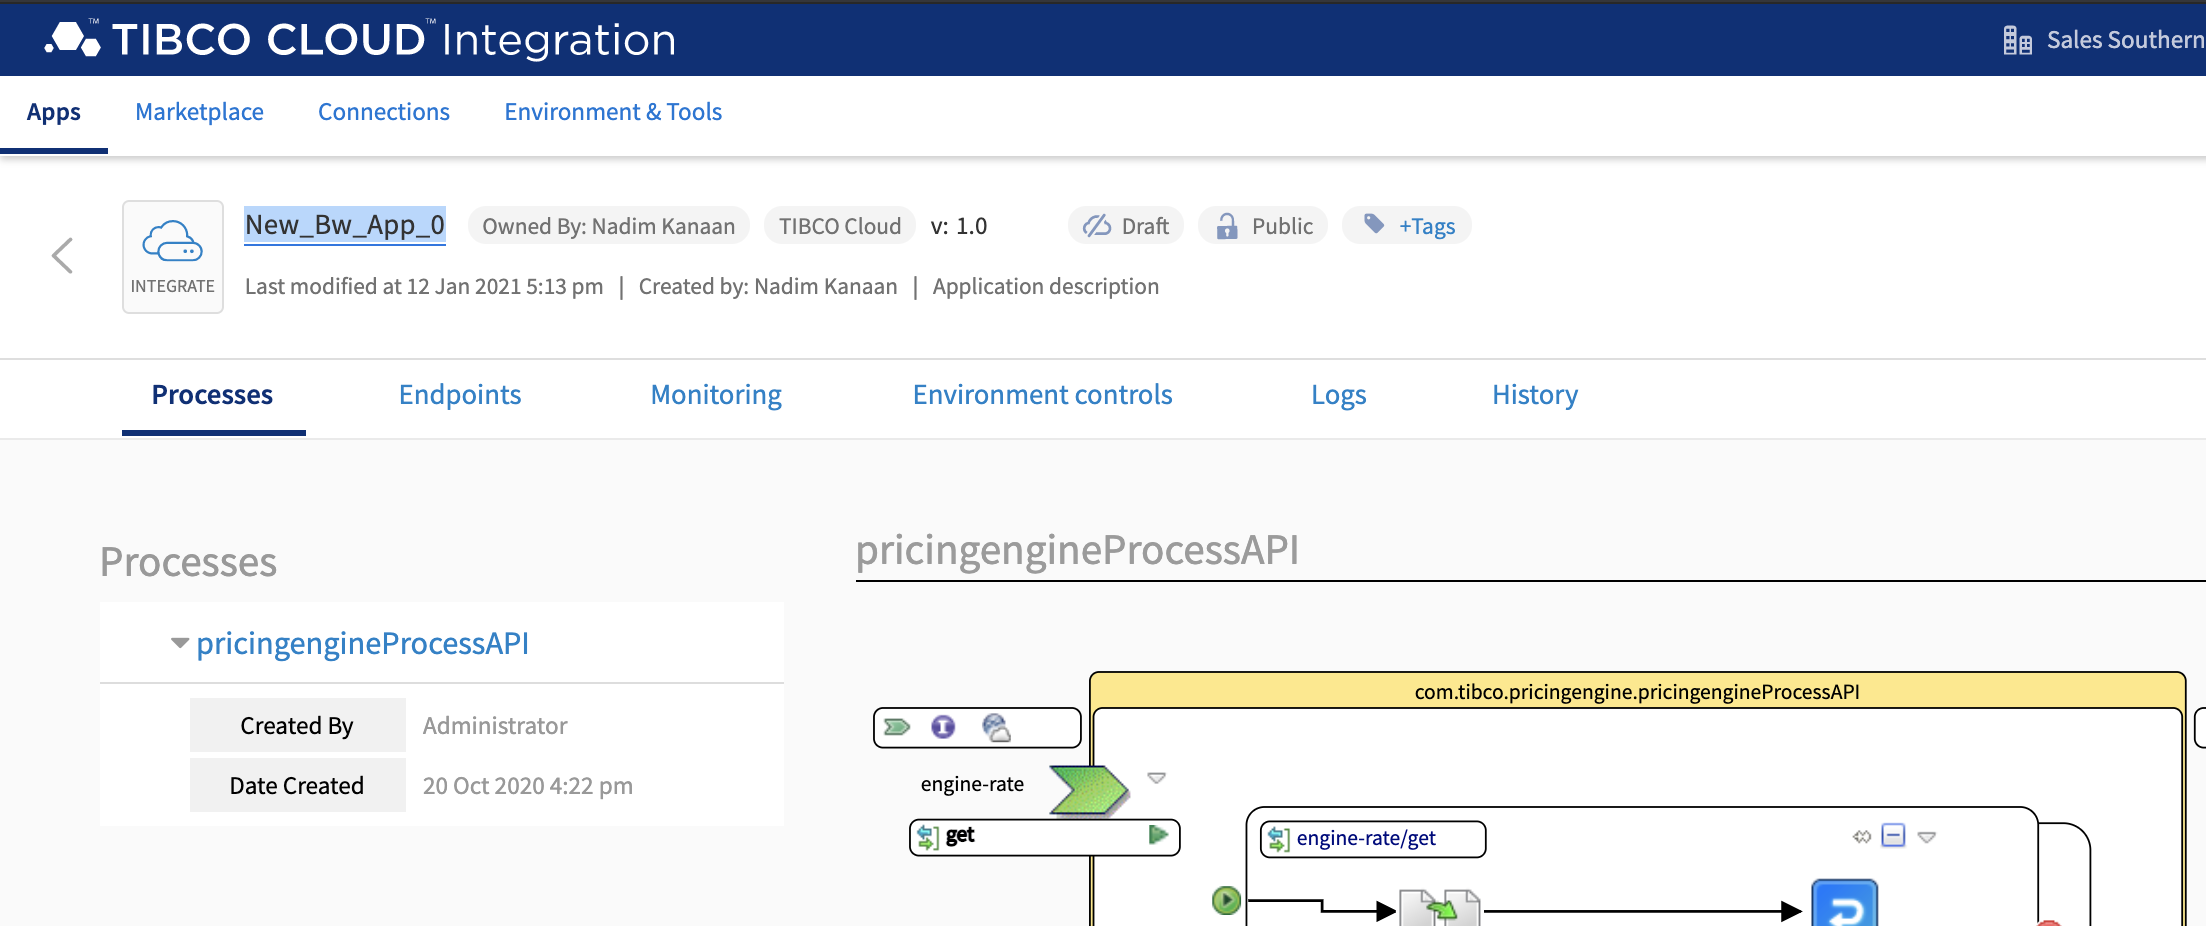 TIBCO CLOUD™ Integration
Sales Southern
Apps Marketplace Connections Environment & Tools
INTEGRATE
New_Bw_App_0 Owned By: Nadim Kanaan TIBCO Cloud v: 1.0 Draft Public +Tags
Last modified at 12 Jan 2021 5:13 pm | Created by: Nadim Kanaan | Application description
Processes Endpoints Monitoring Environment controls Logs History
Processes
pricingengineProcessAPI
Created By Administrator
Date Created 20 Oct 2020 4:22 pm
pricingengineProcessAPI
com.tibco.pricingengine.pricingengineProcessAPI
engine-rate
get
engine-rate/get